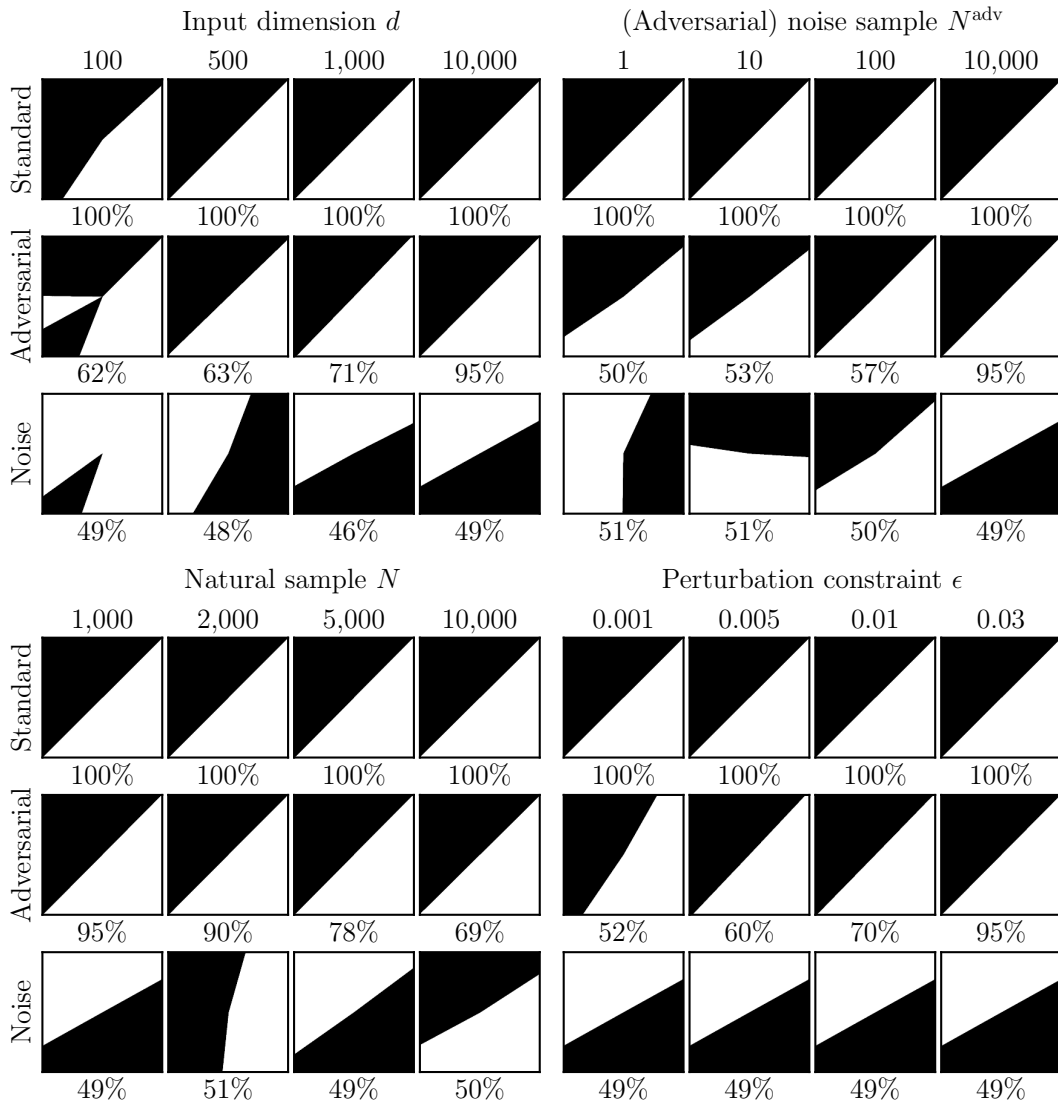 Input dimension d
(Adversarial) noise sample N^adv
100 500 1,000 10,000
1 10 100 10,000
Standard
100% 100% 100% 100%
100% 100% 100% 100%
Adversarial
62% 63% 71% 95%
50% 53% 57% 95%
Noise
49% 48% 46% 49%
51% 51% 50% 49%
Natural sample N
Perturbation constraint ϵ
1,000 2,000 5,000 10,000
0.001 0.005 0.01 0.03
Standard
100% 100% 100% 100%
100% 100% 100% 100%
Adversarial
95% 90% 78% 69%
52% 60% 70% 95%
Noise
49% 51% 49% 50%
49% 49% 49% 49%